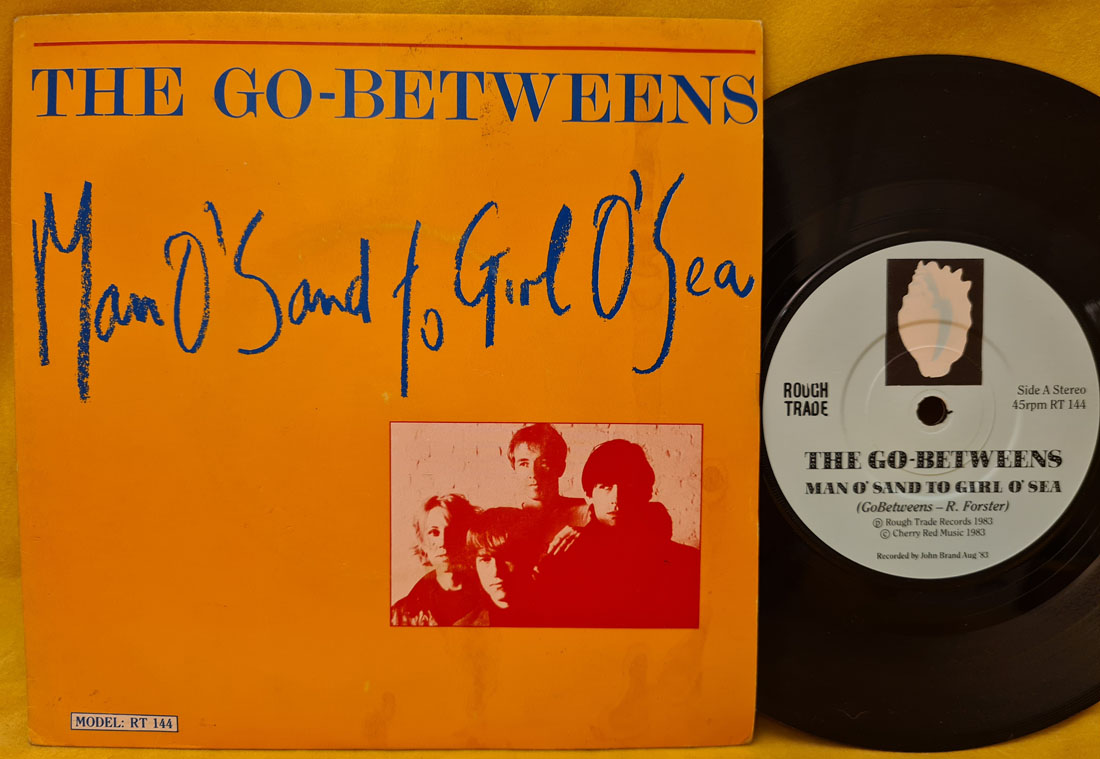 THE GO-BETWEENS
Man O'Sand to Girl O'Sea
MODEL: RT 144
ROUGH
TRADE
Side A Stereo
45rpm RT 144
THE GO-BETWEENS
MAN O' SAND TO GIRL O' SEA
(GoBetweens – R. Forster)
Ⓟ Rough Trade Records 1983
© Cherry Red Music 1983
Recorded by John Brand Aug '83